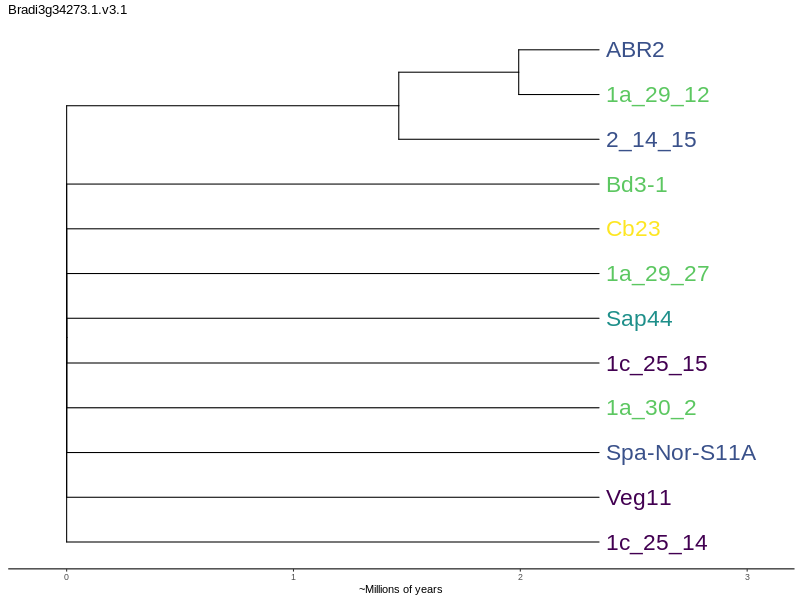 Bradi3g34273.1.v3.1
ABR2
1a_29_12
2_14_15
Bd3-1
Cb23
1a_29_27
Sap44
1c_25_15
1a_30_2
Spa-Nor-S11A
Veg11
1c_25_14
0 1 2 3
~Millions of years